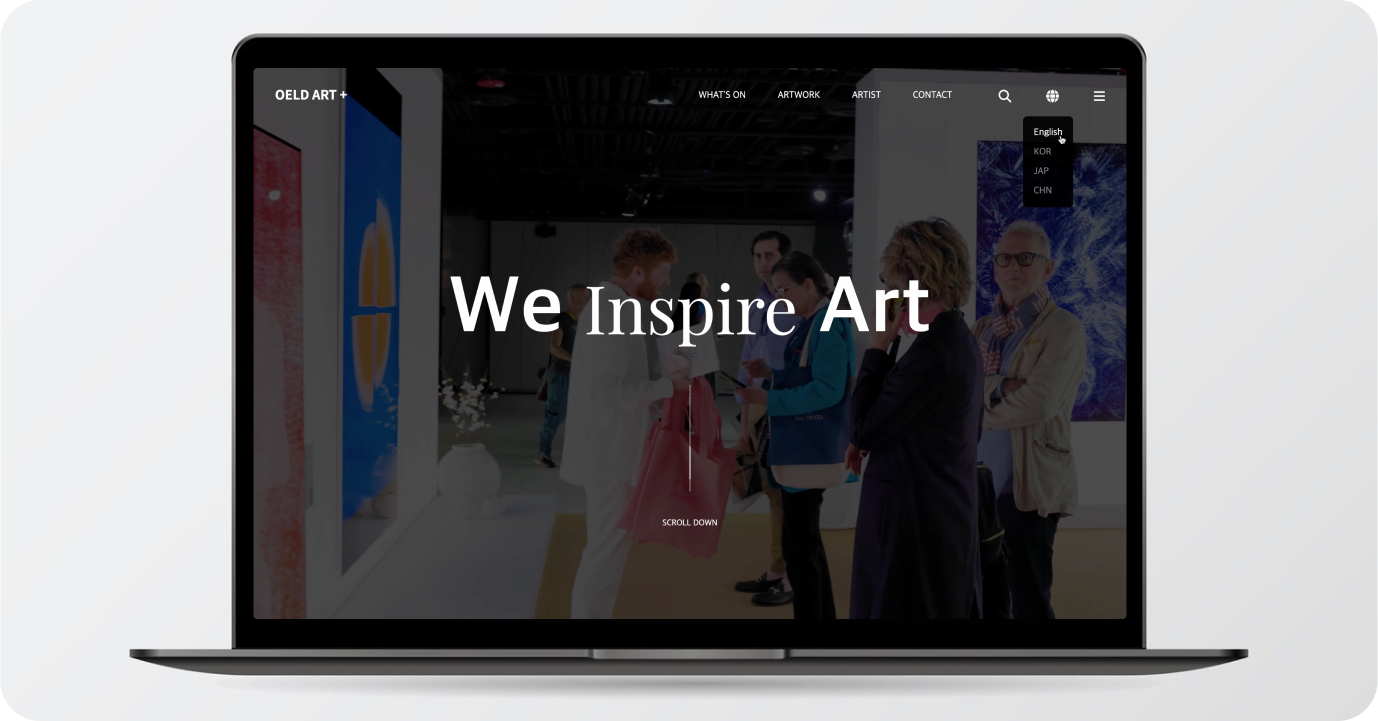 OELD ART +
WHAT'S ON
ARTWORK
ARTIST
CONTACT
English
KOR
JAP
CHN
We Inspire Art
SCROLL DOWN